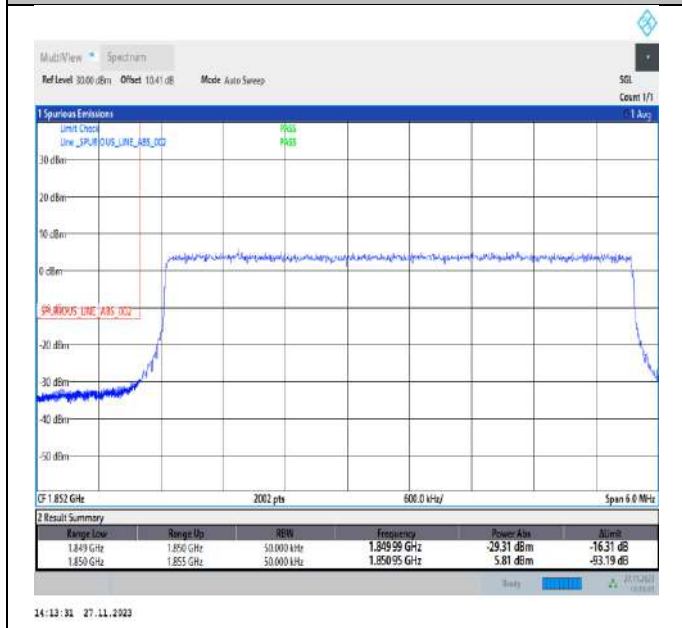 MultiView Spectrum
Ref Level 30.00 dBm Offset 10.41 dB Mode Auto Sweep SGL
Count 1/1
1 Spurious Emissions 1 Avg
Limit Check PASS
Line _SPURIOUS_LINE_ABS_002 PASS
30 dBm
20 dBm
10 dBm
0 dBm
SPURIOUS_LINE_ABS_002
-20 dBm
-30 dBm
-40 dBm
-50 dBm
CF 1.852 GHz 2002 pts 600.0 kHz/ Span 6.0 MHz
2 Result Summary
Range Low Range Up RBW Frequency Power Abs ΔLimit
1.849 GHz 1.850 GHz 50.000 kHz 1.84999 GHz -29.31 dBm -16.31 dB
1.850 GHz 1.855 GHz 50.000 kHz 1.85095 GHz 5.81 dBm -93.19 dB
Ready 27.11.2023
14:13:31 27.11.2023